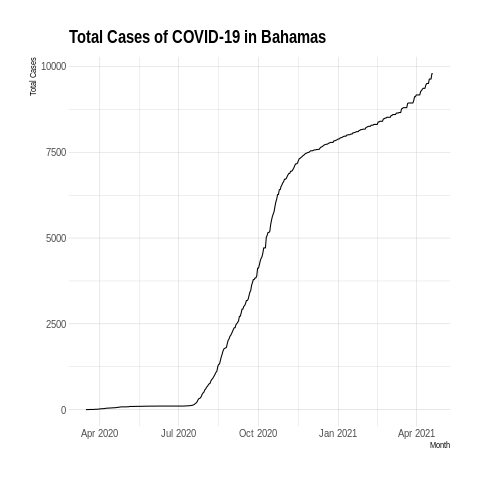 Total Cases of COVID-19 in Bahamas
Total Cases
10000
7500
5000
2500
0
Apr 2020 Jul 2020 Oct 2020 Jan 2021 Apr 2021
Month